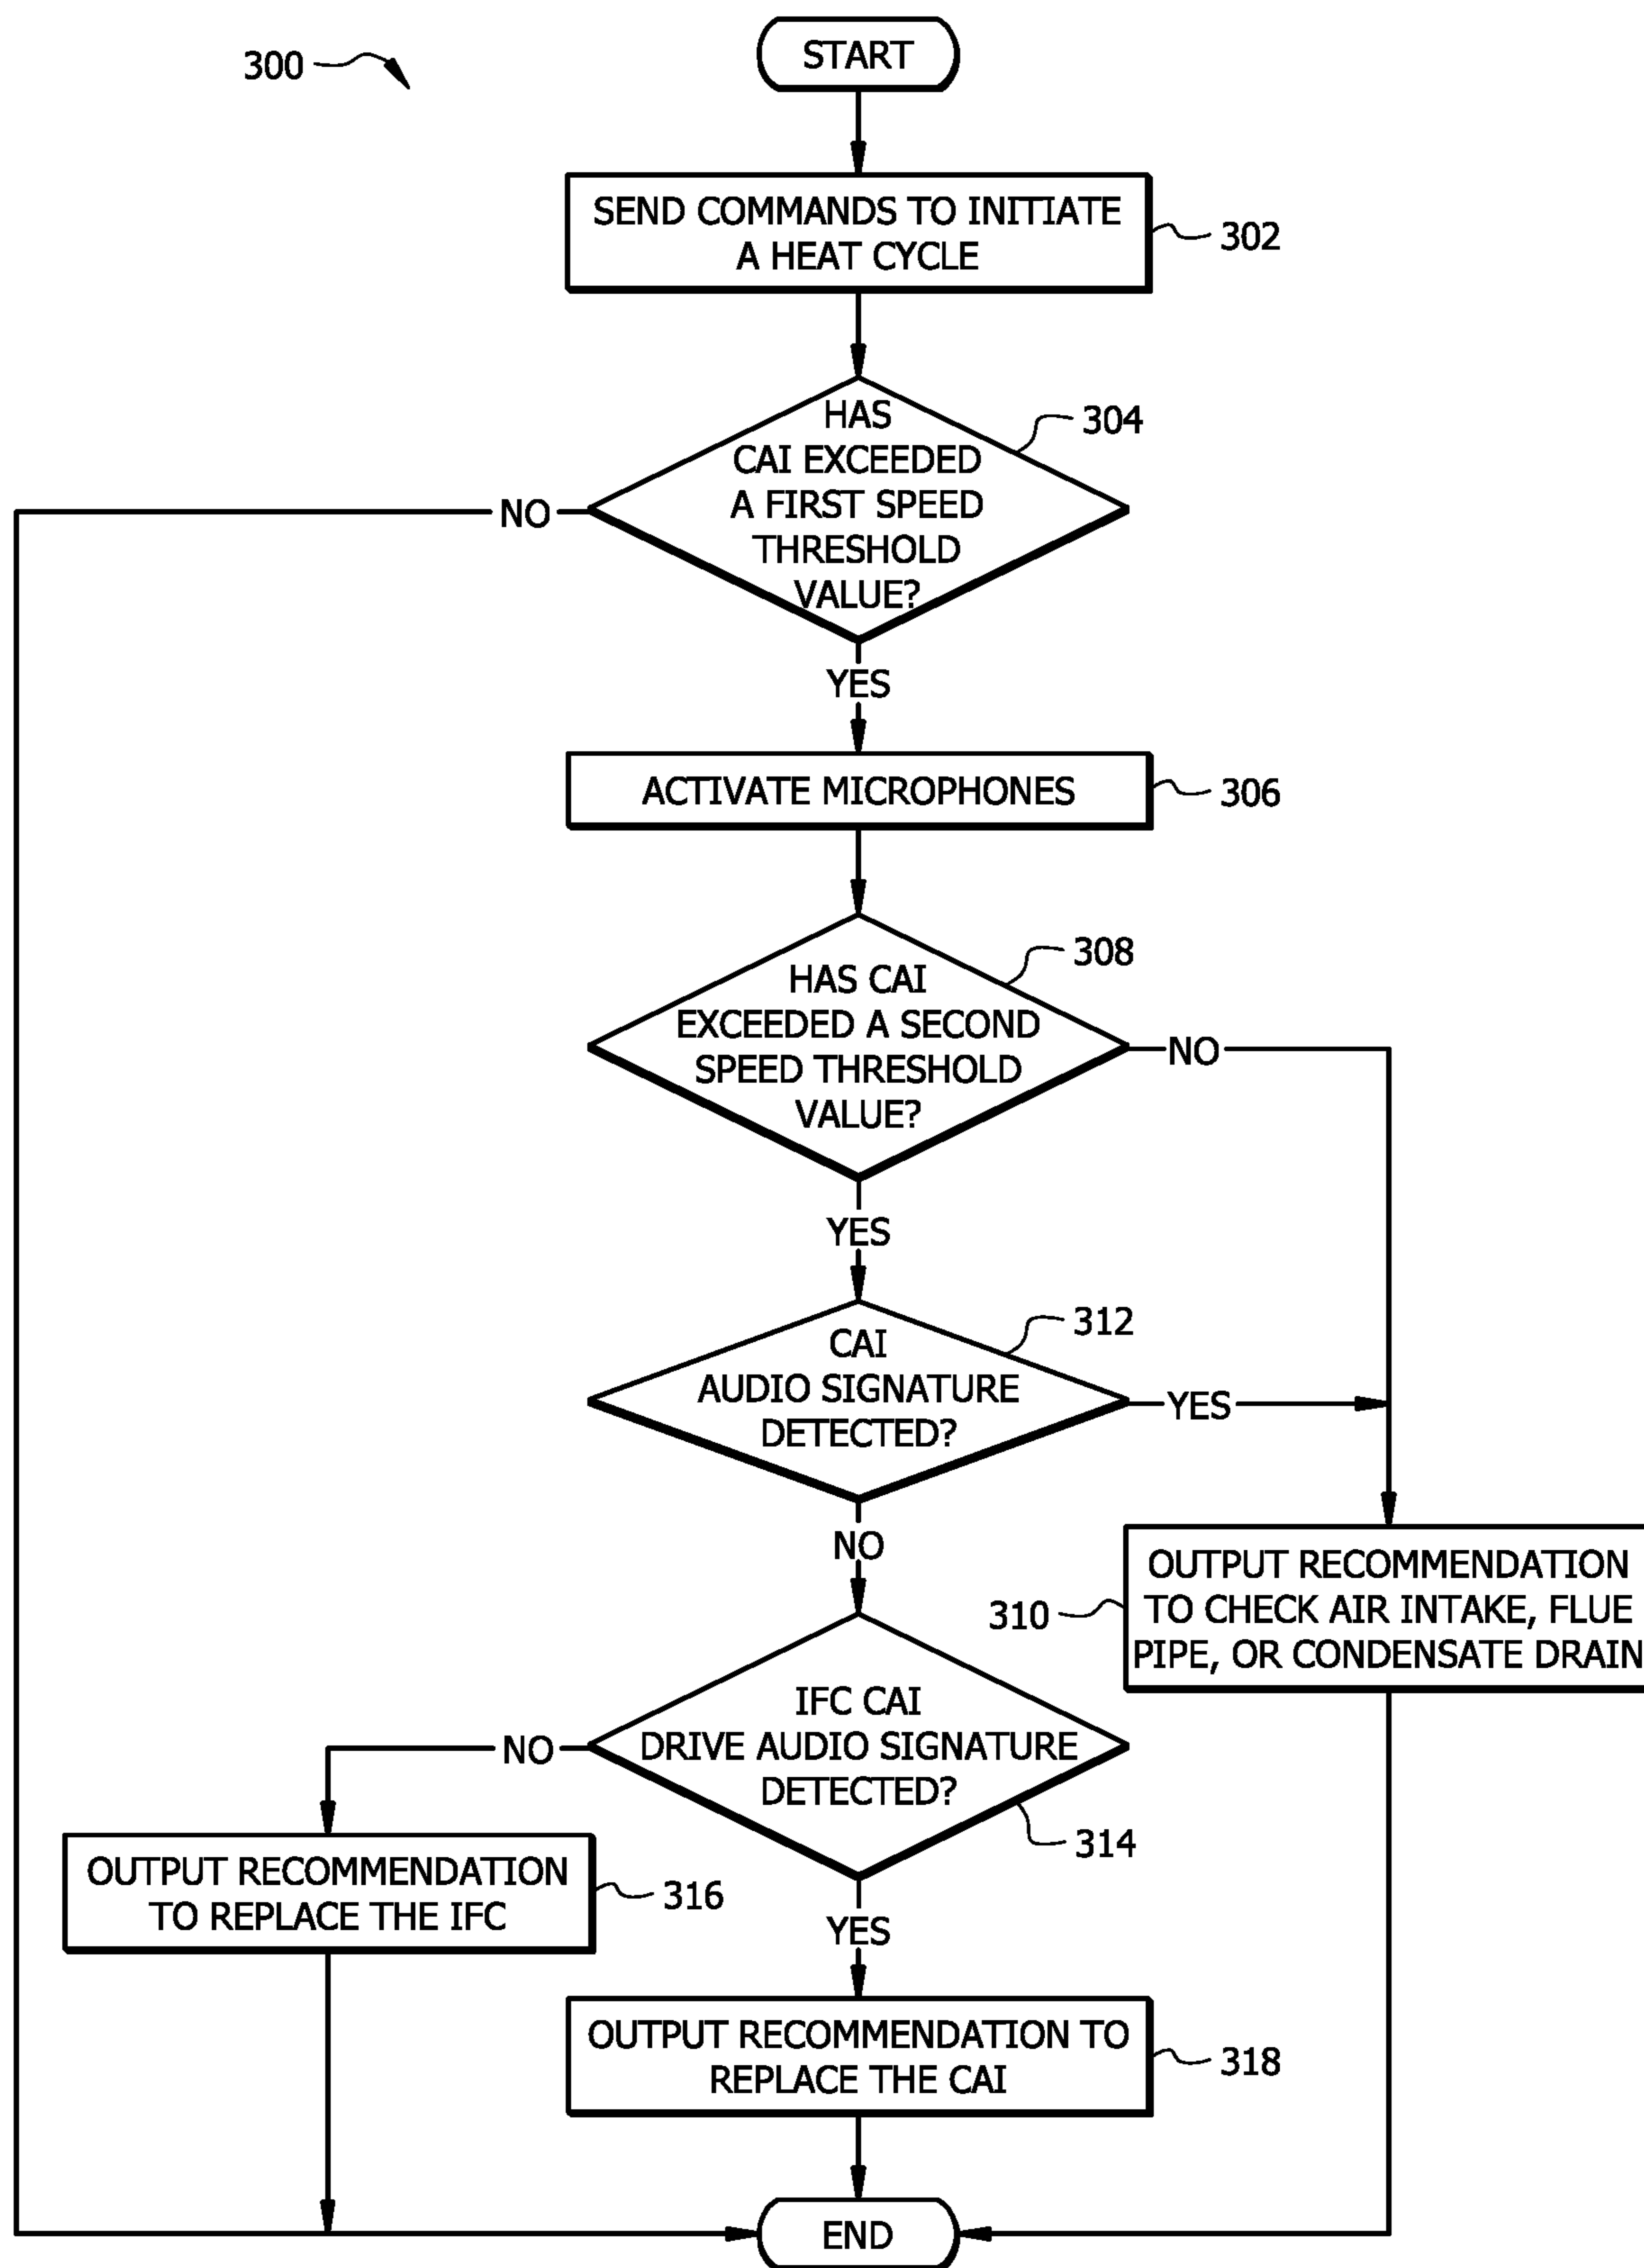 300
START
SEND COMMANDS TO INITIATE
A HEAT CYCLE
302
HAS
CAI EXCEEDED
A FIRST SPEED
THRESHOLD
VALUE?
304
NO
YES
ACTIVATE MICROPHONES
306
HAS CAI
EXCEEDED A SECOND
SPEED THRESHOLD
VALUE?
308
NO
YES
CAI
AUDIO SIGNATURE
DETECTED?
312
YES
NO
OUTPUT RECOMMENDATION
TO CHECK AIR INTAKE, FLUE
PIPE, OR CONDENSATE DRAIN
310
IFC CAI
DRIVE AUDIO SIGNATURE
DETECTED?
314
NO
YES
OUTPUT RECOMMENDATION
TO REPLACE THE IFC
316
OUTPUT RECOMMENDATION TO
REPLACE THE CAI
318
END